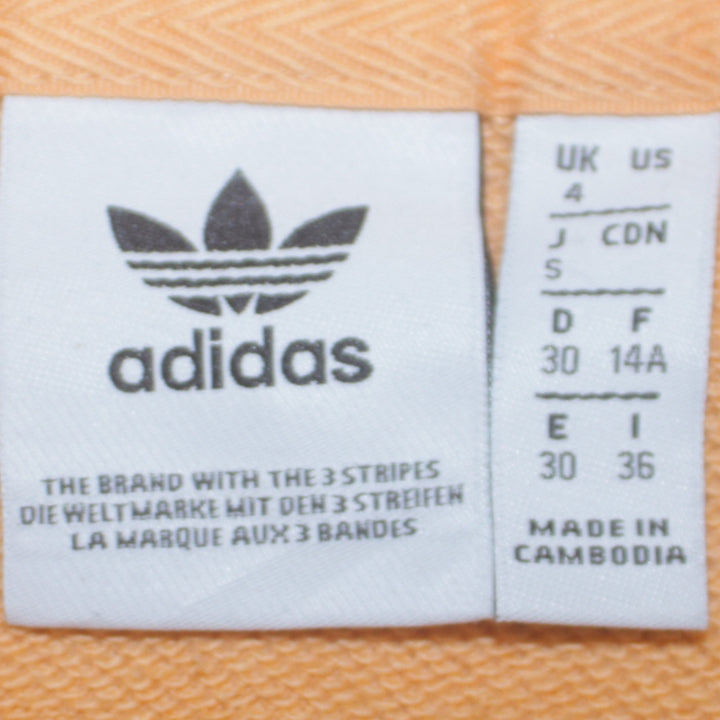 adidas
THE BRAND WITH THE 3 STRIPES
DIE WELTMARKE MIT DEN 3 STREIFEN
LA MARQUE AUX 3 BANDES
UK US
4
J CDN
S
D F
30 14A
E I
30 36
MADE IN
CAMBODIA